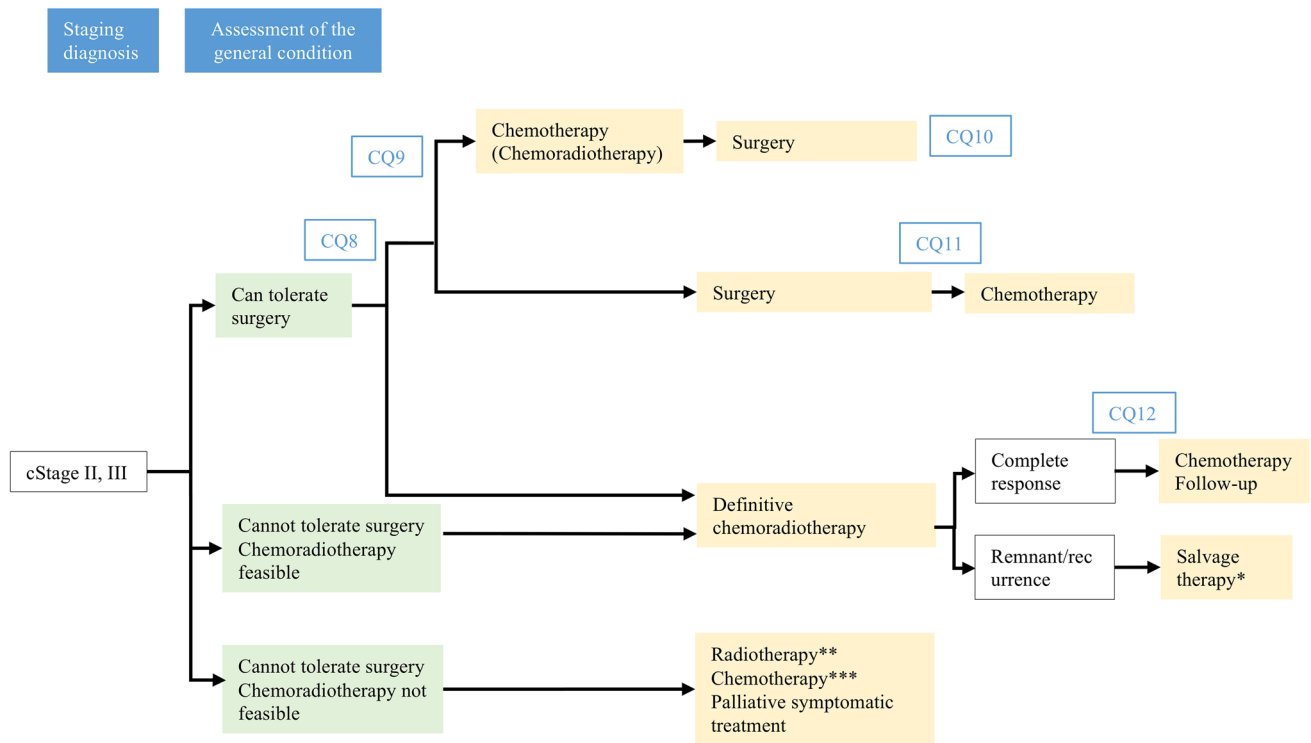 Staging
diagnosis
Assessment of the
general condition
CQ9
Chemotherapy
(Chemoradiotherapy)
Surgery
CQ10
CQ8
CQ11
Can tolerate
surgery
Surgery
Chemotherapy
CQ12
cStage II, III
Complete
response
Chemotherapy
Follow-up
Cannot tolerate surgery
Chemoradiotherapy
feasible
Definitive
chemoradiotherapy
Remnant/rec
urrence
Salvage
therapy*
Cannot tolerate surgery
Chemoradiotherapy not
feasible
Radiotherapy**
Chemotherapy***
Palliative symptomatic
treatment